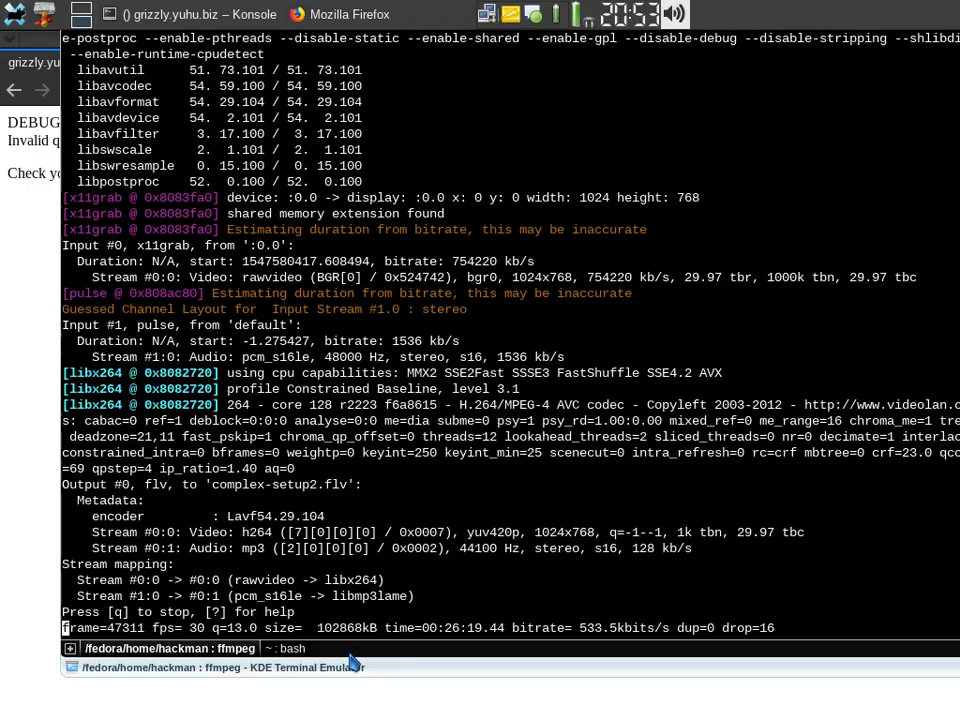 () grizzly.yuhu.biz — Konsole
Mozilla Firefox
20:53
grizzly.yu
DEBUG
Invalid q
Check yo
e-postproc --enable-pthreads --disable-static --enable-shared --enable-gpl --disable-debug --disable-stripping --shlibdi
--enable-runtime-cpudetect
libavutil 51. 73.101 / 51. 73.101
libavcodec 54. 59.100 / 54. 59.100
libavformat 54. 29.104 / 54. 29.104
libavdevice 54. 2.101 / 54. 2.101
libavfilter 3. 17.100 / 3. 17.100
libswscale 2. 1.101 / 2. 1.101
libswresample 0. 15.100 / 0. 15.100
libpostproc 52. 0.100 / 52. 0.100
[x11grab @ 0x8083fa0] device: :0.0 -> display: :0.0 x: 0 y: 0 width: 1024 height: 768
[x11grab @ 0x8083fa0] shared memory extension found
[x11grab @ 0x8083fa0] Estimating duration from bitrate, this may be inaccurate
Input #0, x11grab, from ':0.0':
Duration: N/A, start: 1547580417.608494, bitrate: 754220 kb/s
Stream #0:0: Video: rawvideo (BGR[0] / 0x524742), bgr0, 1024x768, 754220 kb/s, 29.97 tbr, 1000k tbn, 29.97 tbc
[pulse @ 0x808ac80] Estimating duration from bitrate, this may be inaccurate
Guessed Channel Layout for  Input Stream #1.0 : stereo
Input #1, pulse, from 'default':
Duration: N/A, start: -1.275427, bitrate: 1536 kb/s
Stream #1:0: Audio: pcm_s16le, 48000 Hz, stereo, s16, 1536 kb/s
[libx264 @ 0x8082720] using cpu capabilities: MMX2 SSE2Fast SSSE3 FastShuffle SSE4.2 AVX
[libx264 @ 0x8082720] profile Constrained Baseline, level 3.1
[libx264 @ 0x8082720] 264 - core 128 r2223 f6a8615 - H.264/MPEG-4 AVC codec - Copyleft 2003-2012 - http://www.videolan.o
s: cabac=0 ref=1 deblock=0:0:0 analyse=0:0 me=dia subme=0 psy=1 psy_rd=1.00:0.00 mixed_ref=0 me_range=16 chroma_me=1 tre
deadzone=21,11 fast_pskip=1 chroma_qp_offset=0 threads=12 lookahead_threads=2 sliced_threads=0 nr=0 decimate=1 interlac
constrained_intra=0 bframes=0 weightp=0 keyint=250 keyint_min=25 scenecut=0 intra_refresh=0 rc=crf mbtree=0 crf=23.0 qco
=69 qpstep=4 ip_ratio=1.40 aq=0
Output #0, flv, to 'complex-setup2.flv':
Metadata:
encoder : Lavf54.29.104
Stream #0:0: Video: h264 ([7][0][0][0] / 0x0007), yuv420p, 1024x768, q=-1--1, 1k tbn, 29.97 tbc
Stream #0:1: Audio: mp3 ([2][0][0][0] / 0x0002), 44100 Hz, stereo, s16, 128 kb/s
Stream mapping:
Stream #0:0 -> #0:0 (rawvideo -> libx264)
Stream #1:0 -> #0:1 (pcm_s16le -> libmp3lame)
Press [q] to stop, [?] for help
frame=47311 fps= 30 q=13.0 size=  102868kB time=00:26:19.44 bitrate= 533.5kbits/s dup=0 drop=16
/fedora/home/hackman : ffmpeg
~ : bash
/fedora/home/hackman : ffmpeg - KDE Terminal Emulator